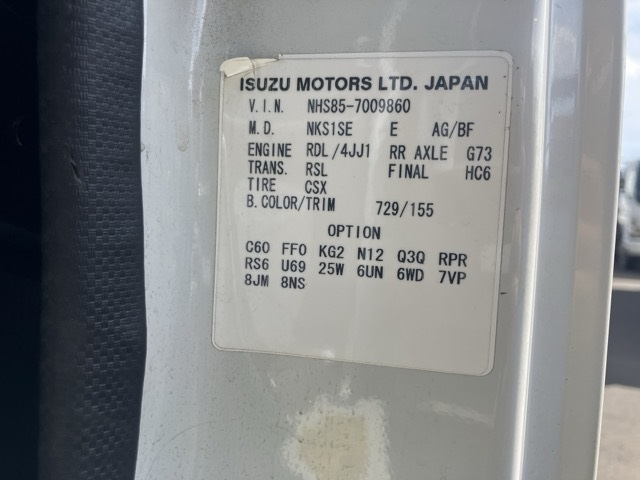 ISUZU MOTORS LTD. JAPAN
V.I.N. NHS85-7009860
M.D. NKS1SE E AG/BF
ENGINE RDL/4JJ1 RR AXLE G73
TRANS. RSL FINAL HC6
TIRE CSX
B.COLOR/TRIM 729/155
OPTION
C60 FF0 KG2 N12 Q3Q RPR
RS6 U69 25W 6UN 6WD 7VP
8JM 8NS